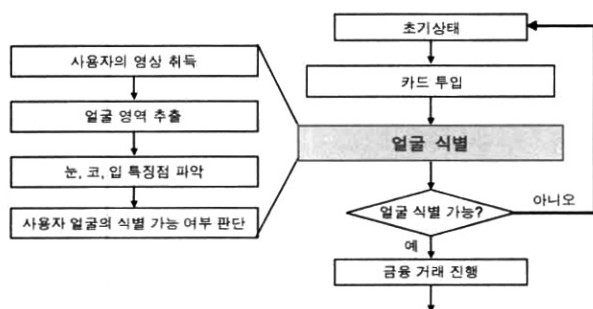 초기상태
사용자의 영상 취득
카드 투입
얼굴 영역 추출
얼굴 식별
눈, 코, 입 특징점 파악
사용자 얼굴의 식별 가능 여부 판단
얼굴 식별 가능?
아니오
예
금융 거래 진행